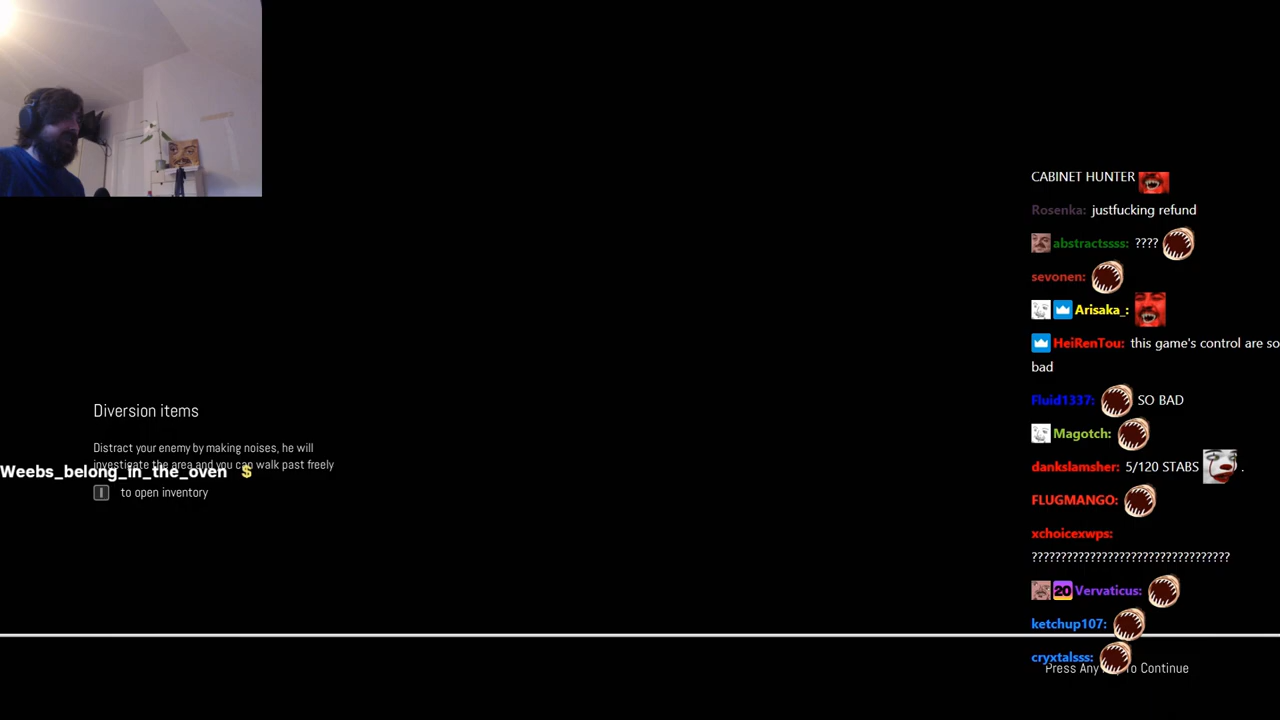 CABINET HUNTER
Rosenka: justfucking refund
abstractssss: ????
sevonen:
Arisaka_:
HeiRenTou: this game's control are so
bad
Fluid1337: SO BAD
Magotch:
dankslamsher: 5/120 STABS .
FLUGMANGO:
xchoicexwps:
??????????????????????????????????
20 Vervaticus:
ketchup107:
cryxtalsss:
Diversion items
Distract your enemy by making noises, he will
investigate the area and you can walk past freely
Weebs_belong_in_the_oven $
I to open inventory
Press Any To Continue